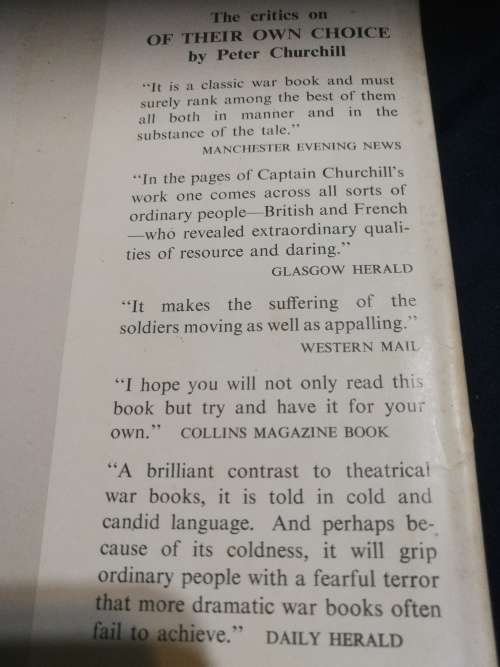 The critics on
OF THEIR OWN CHOICE
by Peter Churchill
"It is a classic war book and must
surely rank among the best of them
all both in manner and in the
substance of the tale."
MANCHESTER EVENING NEWS
"In the pages of Captain Churchill's
work one comes across all sorts of
ordinary people—British and French
—who revealed extraordinary quali-
ties of resource and daring."
GLASGOW HERALD
"It makes the suffering of the
soldiers moving as well as appalling."
WESTERN MAIL
"I hope you will not only read this
book but try and have it for your
own." COLLINS MAGAZINE BOOK
"A brilliant contrast to theatrical
war books, it is told in cold and
candid language. And perhaps be-
cause of its coldness, it will grip
ordinary people with a fearful terror
that more dramatic war books often
fail to achieve." DAILY HERALD